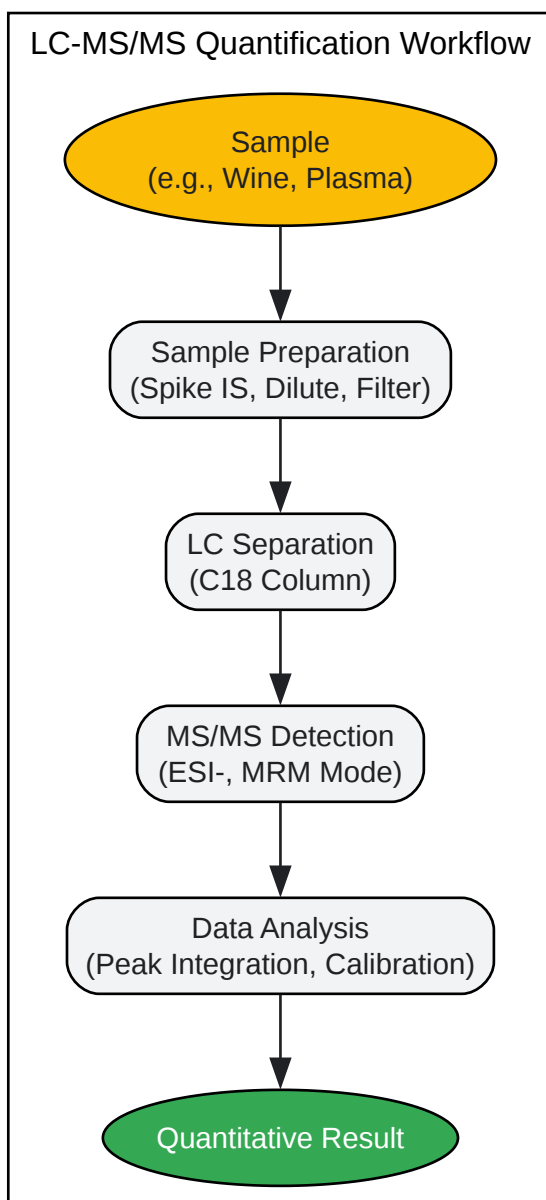 LC-MS/MS Quantification Workflow
Sample
(e.g., Wine, Plasma)
Sample Preparation
(Spike IS, Dilute, Filter)
LC Separation
(C18 Column)
MS/MS Detection
(ESI-, MRM Mode)
Data Analysis
(Peak Integration, Calibration)
Quantitative Result